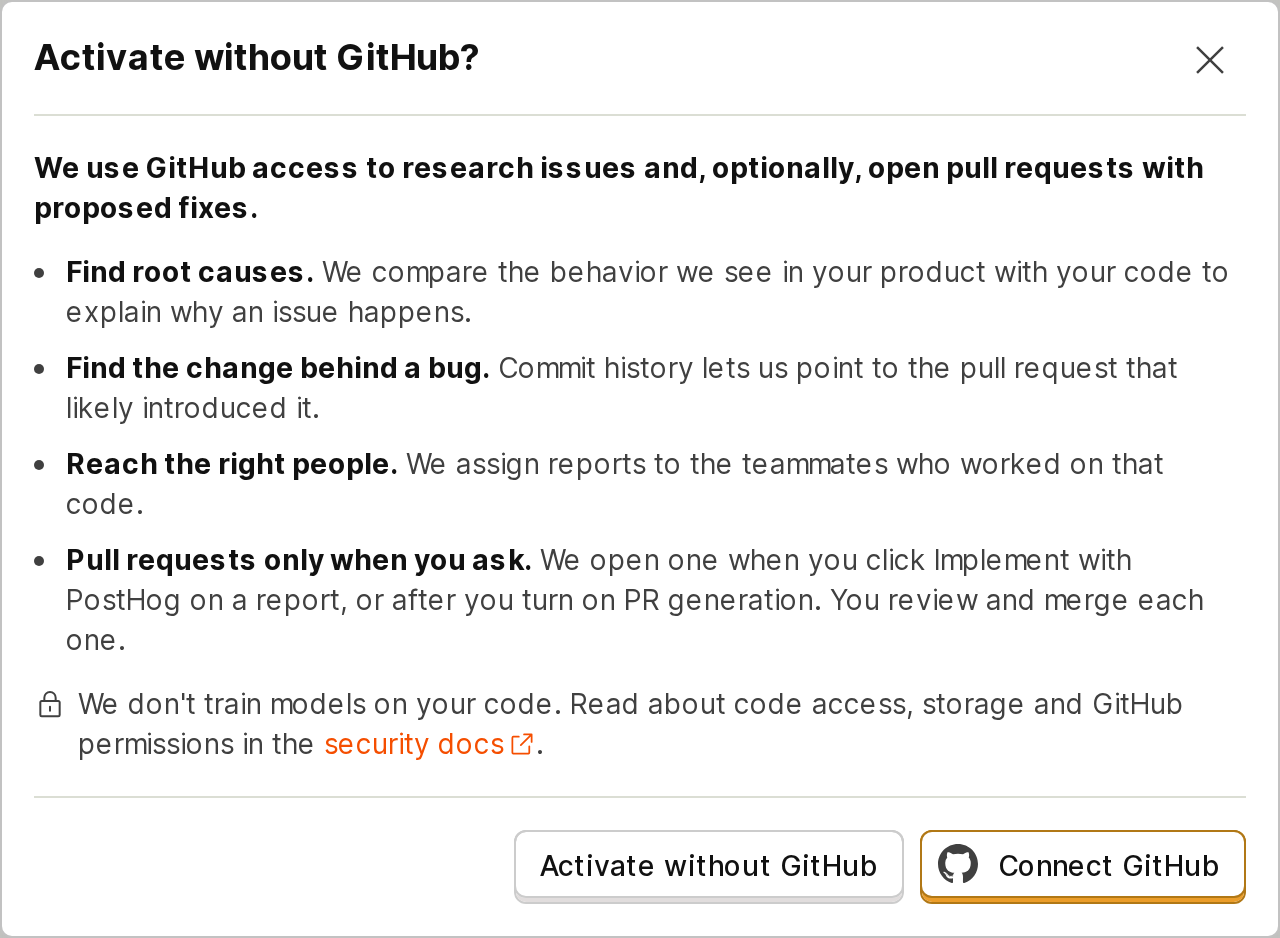 Activate without GitHub?
We use GitHub access to research issues and, optionally, open pull requests with
proposed fixes.
• Find root causes. We compare the behavior we see in your product with your code to
explain why an issue happens.
• Find the change behind a bug. Commit history lets us point to the pull request that
likely introduced it.
• Reach the right people. We assign reports to the teammates who worked on that
code.
• Pull requests only when you ask. We open one when you click Implement with
PostHog on a report, or after you turn on PR generation. You review and merge each
one.
We don't train models on your code. Read about code access, storage and GitHub
permissions in the security docs.
Activate without GitHub
Connect GitHub